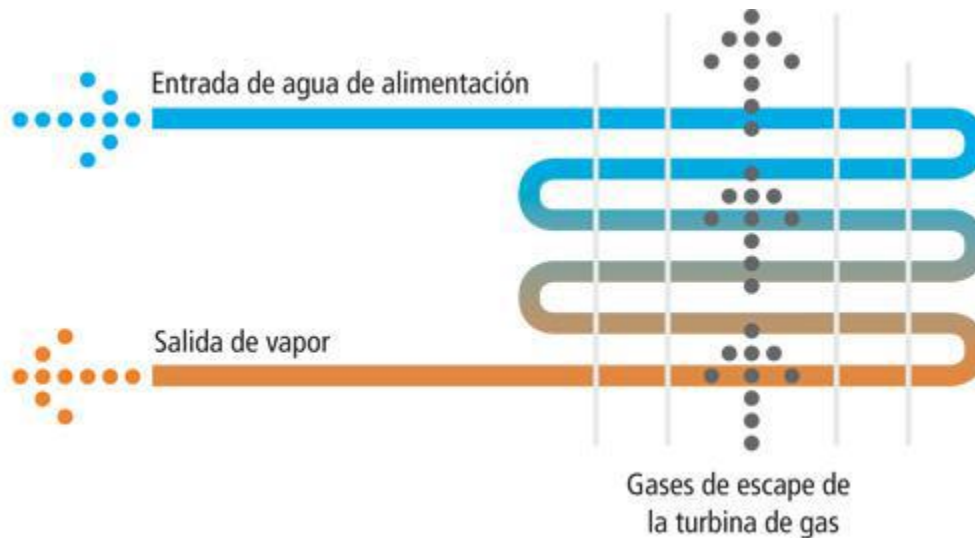 Entrada de agua de alimentación
Salida de vapor
Gases de escape de
la turbina de gas